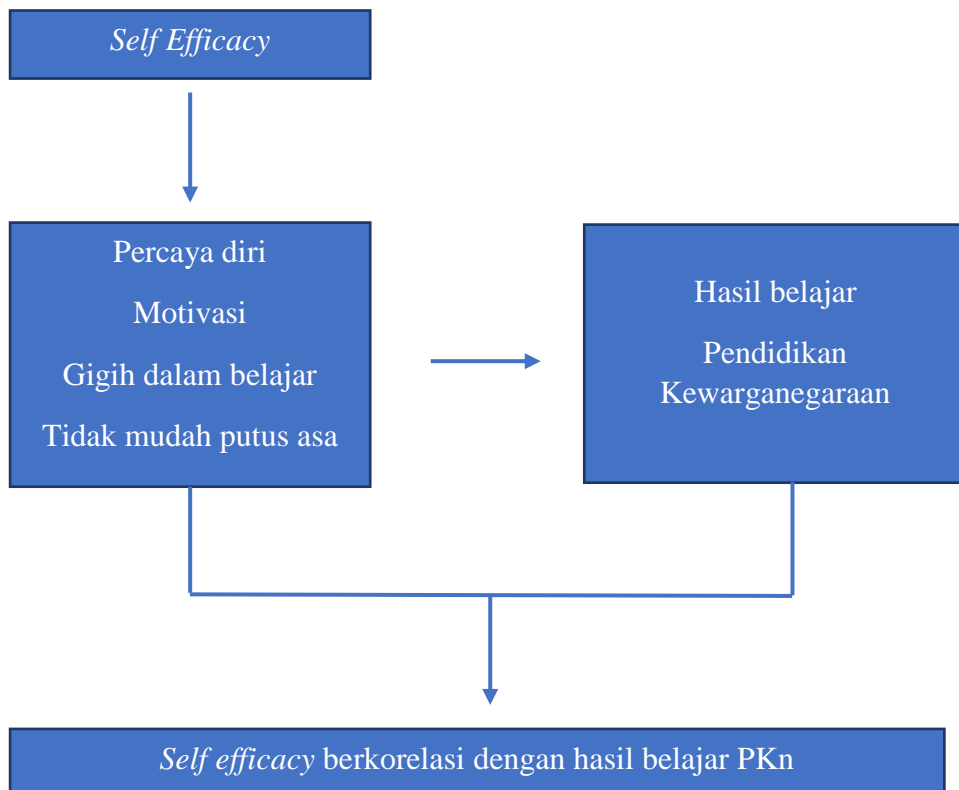 Self Efficacy
Percaya diri
Motivasi
Gigih dalam belajar
Tidak mudah putus asa
Hasil belajar
Pendidikan
Kewarganegaraan
Self efficacy berkorelasi dengan hasil belajar PKn